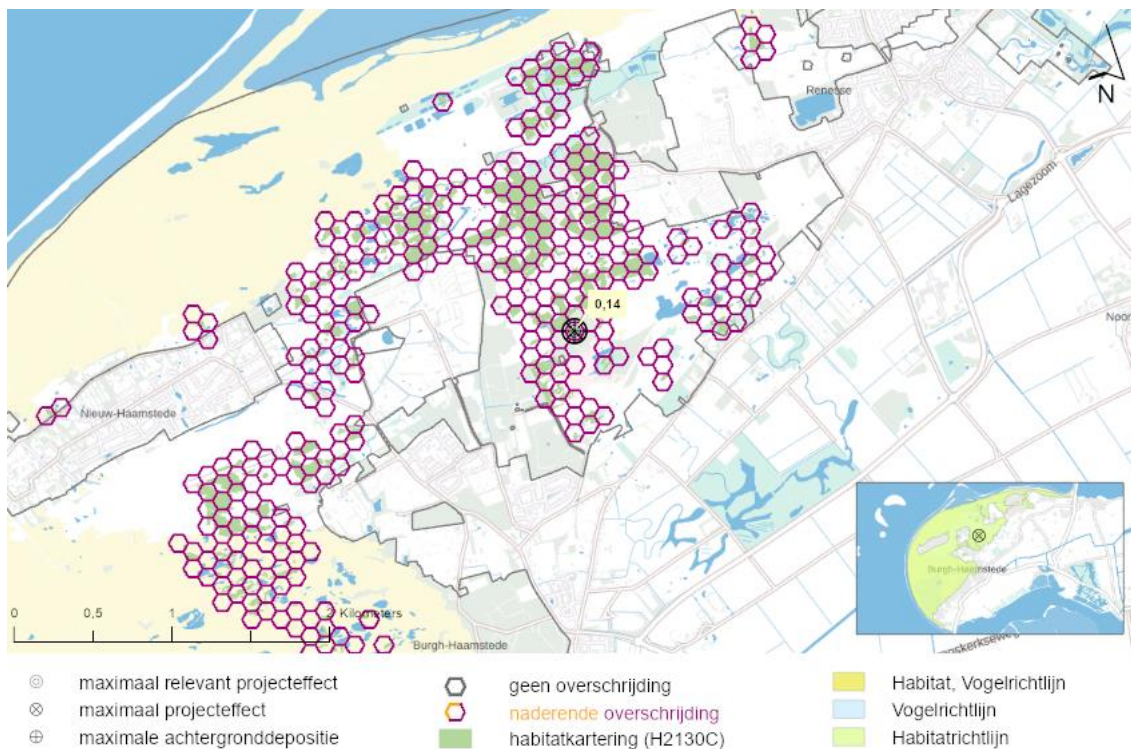 Renesse
N
Lagezoom
Noor
0,14
Nieuw-Haamstede
0 0,5 1 2 Kilometers
Burgh-Haamstede
Burgh-Haamstede
maximaal relevant projecteffect
maximaal projecteffect
maximale achtergronddepositie
geen overschrijding
naderende overschrijding
habitatkartering (H2130C)
Habitat, Vogelrichtlijn
Vogelrichtlijn
Habitatrichtlijn